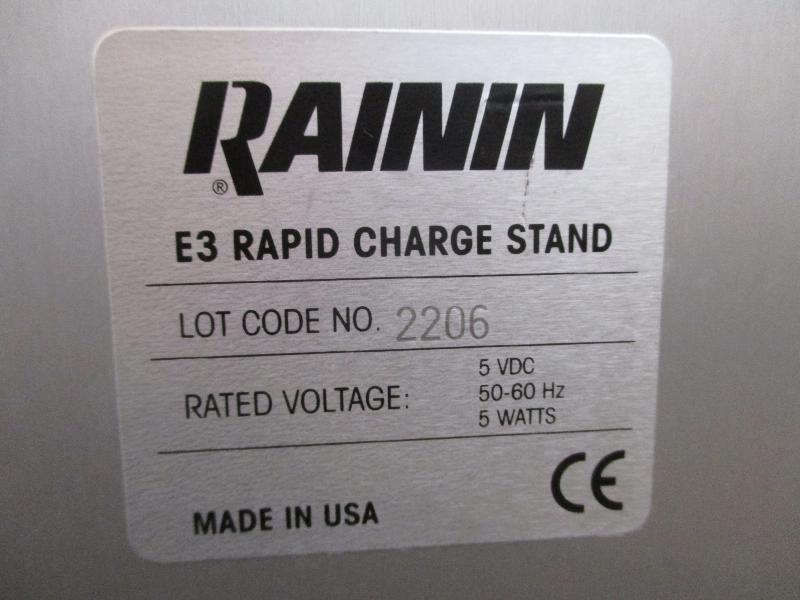 RAININ
®
E3 RAPID CHARGE STAND
LOT CODE NO. 2206
RATED VOLTAGE:
5 VDC
50-60 Hz
5 WATTS
CE
MADE IN USA